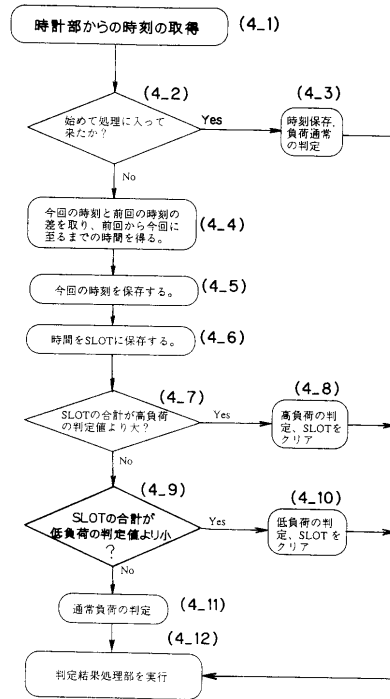 時計部からの時刻の取得
(4_1)
(4_2)
始めて処理に入って
来たか?
Yes
(4_3)
時刻保存、
負荷通常
の判定
No
今回の時刻と前回の時刻の
差を取り、前回から今回に
至るまでの時間を得る。
(4_4)
今回の時刻を保存する。
(4_5)
時間をSLOTに保存する。
(4_6)
(4_7)
SLOTの合計が高負荷
の判定値より大?
Yes
(4_8)
高負荷の判
定、SLOTを
クリア
No
(4_9)
SLOTの合計が
低負荷の判定値より小
?
Yes
(4_10)
低負荷の判
定、SLOT を
クリア
No
通常負荷の判定
(4_11)
(4_12)
判定結果処理部を実行